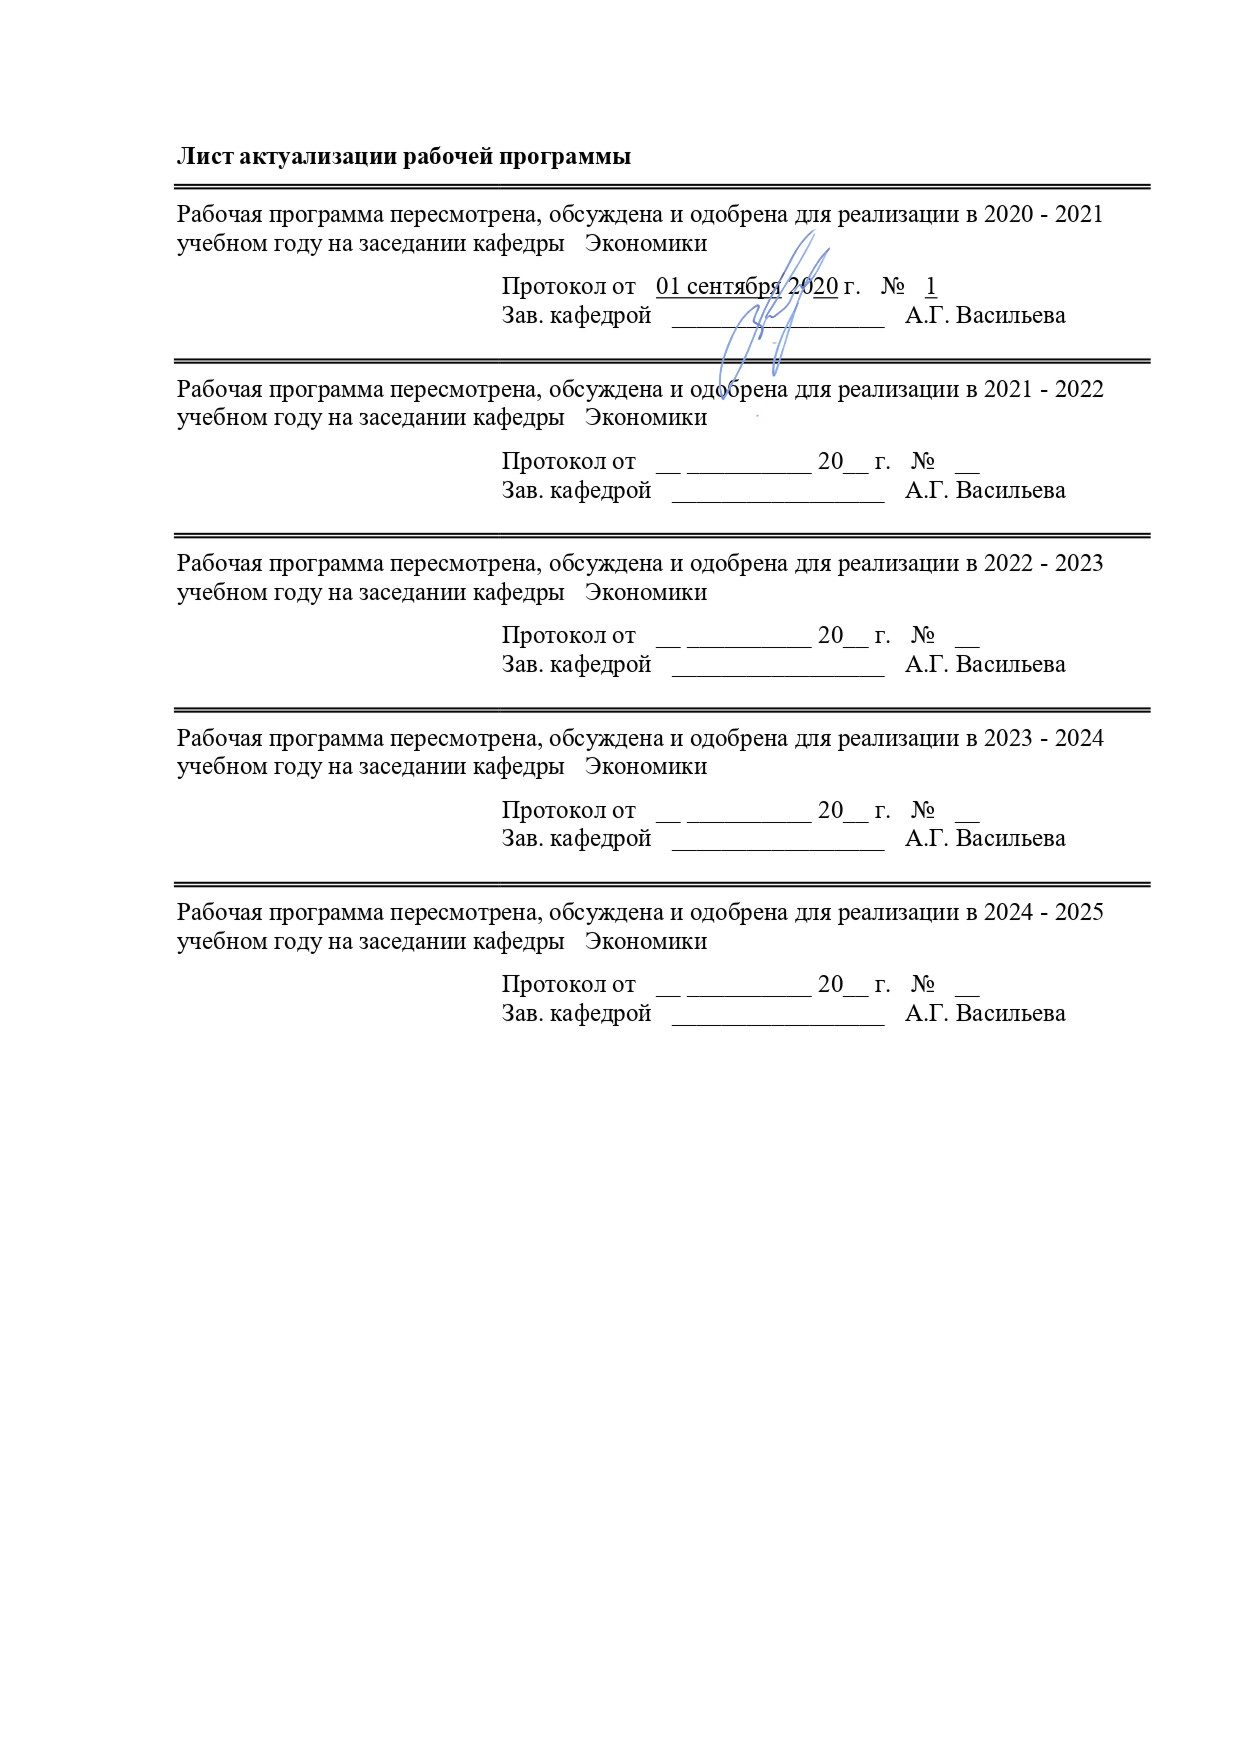 Лист актуализации рабочей программы
Рабочая программа пересмотрена, обсуждена и одобрена для реализации в 2020 - 2021
учебном году на заседании кафедры Экономики
Протокол от 01 сентября 2020 г. № 1
Зав. кафедрой _________________ А.Г. Васильева
Рабочая программа пересмотрена, обсуждена и одобрена для реализации в 2021 - 2022
учебном году на заседании кафедры Экономики
Протокол от __ __________ 20__ г. № __
Зав. кафедрой _________________ А.Г. Васильева
Рабочая программа пересмотрена, обсуждена и одобрена для реализации в 2022 - 2023
учебном году на заседании кафедры Экономики
Протокол от __ __________ 20__ г. № __
Зав. кафедрой _________________ А.Г. Васильева
Рабочая программа пересмотрена, обсуждена и одобрена для реализации в 2023 - 2024
учебном году на заседании кафедры Экономики
Протокол от __ __________ 20__ г. № __
Зав. кафедрой _________________ А.Г. Васильева
Рабочая программа пересмотрена, обсуждена и одобрена для реализации в 2024 - 2025
учебном году на заседании кафедры Экономики
Протокол от __ __________ 20__ г. № __
Зав. кафедрой _________________ А.Г. Васильева